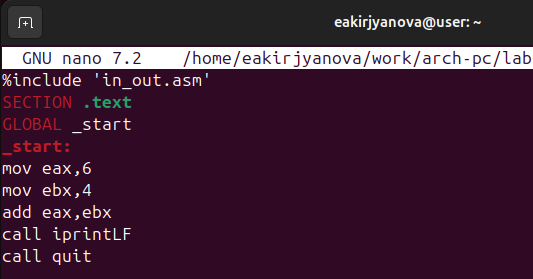 eakirjyanova@user: ~
GNU nano 7.2 /home/eakirjyanova/work/arch-pc/lab
%include 'in_out.asm'
SECTION .text
GLOBAL _start
_start:
mov eax,6
mov ebx,4
add eax,ebx
call iprintLF
call quit